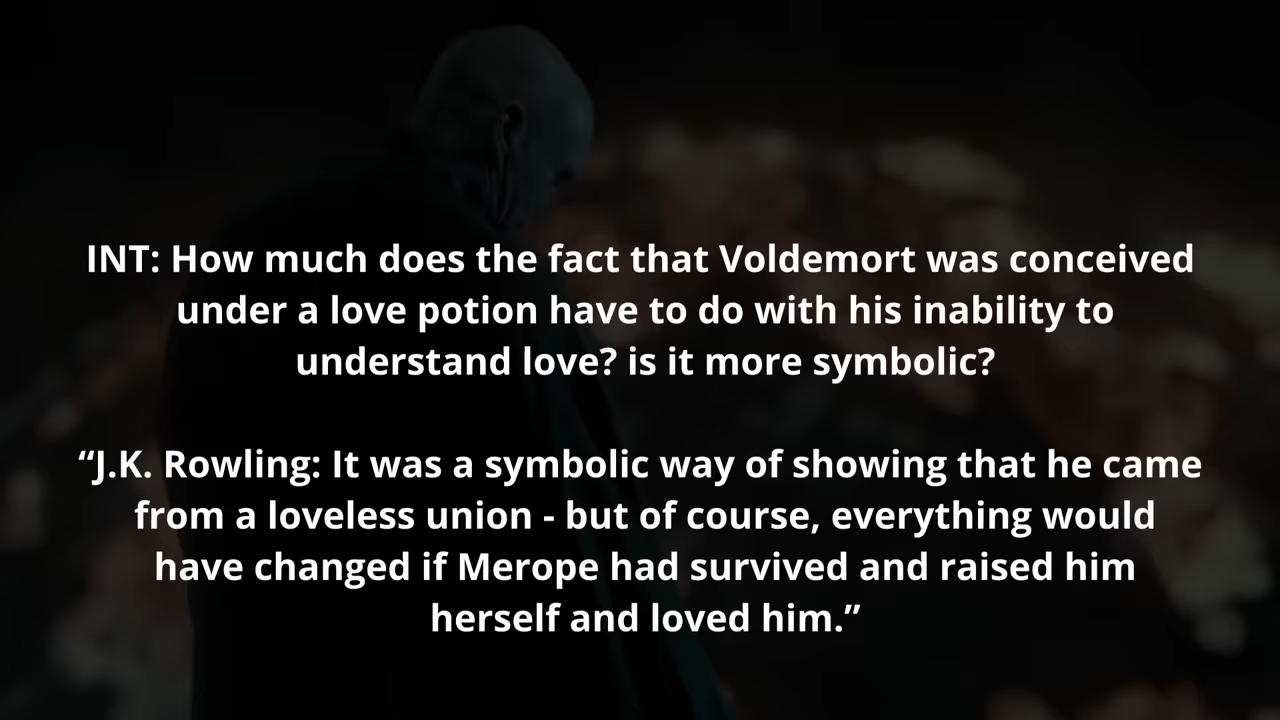 INT: How much does the fact that Voldemort was conceived
under a love potion have to do with his inability to
understand love? is it more symbolic?
“J.K. Rowling: It was a symbolic way of showing that he came
from a loveless union - but of course, everything would
have changed if Merope had survived and raised him
herself and loved him.”